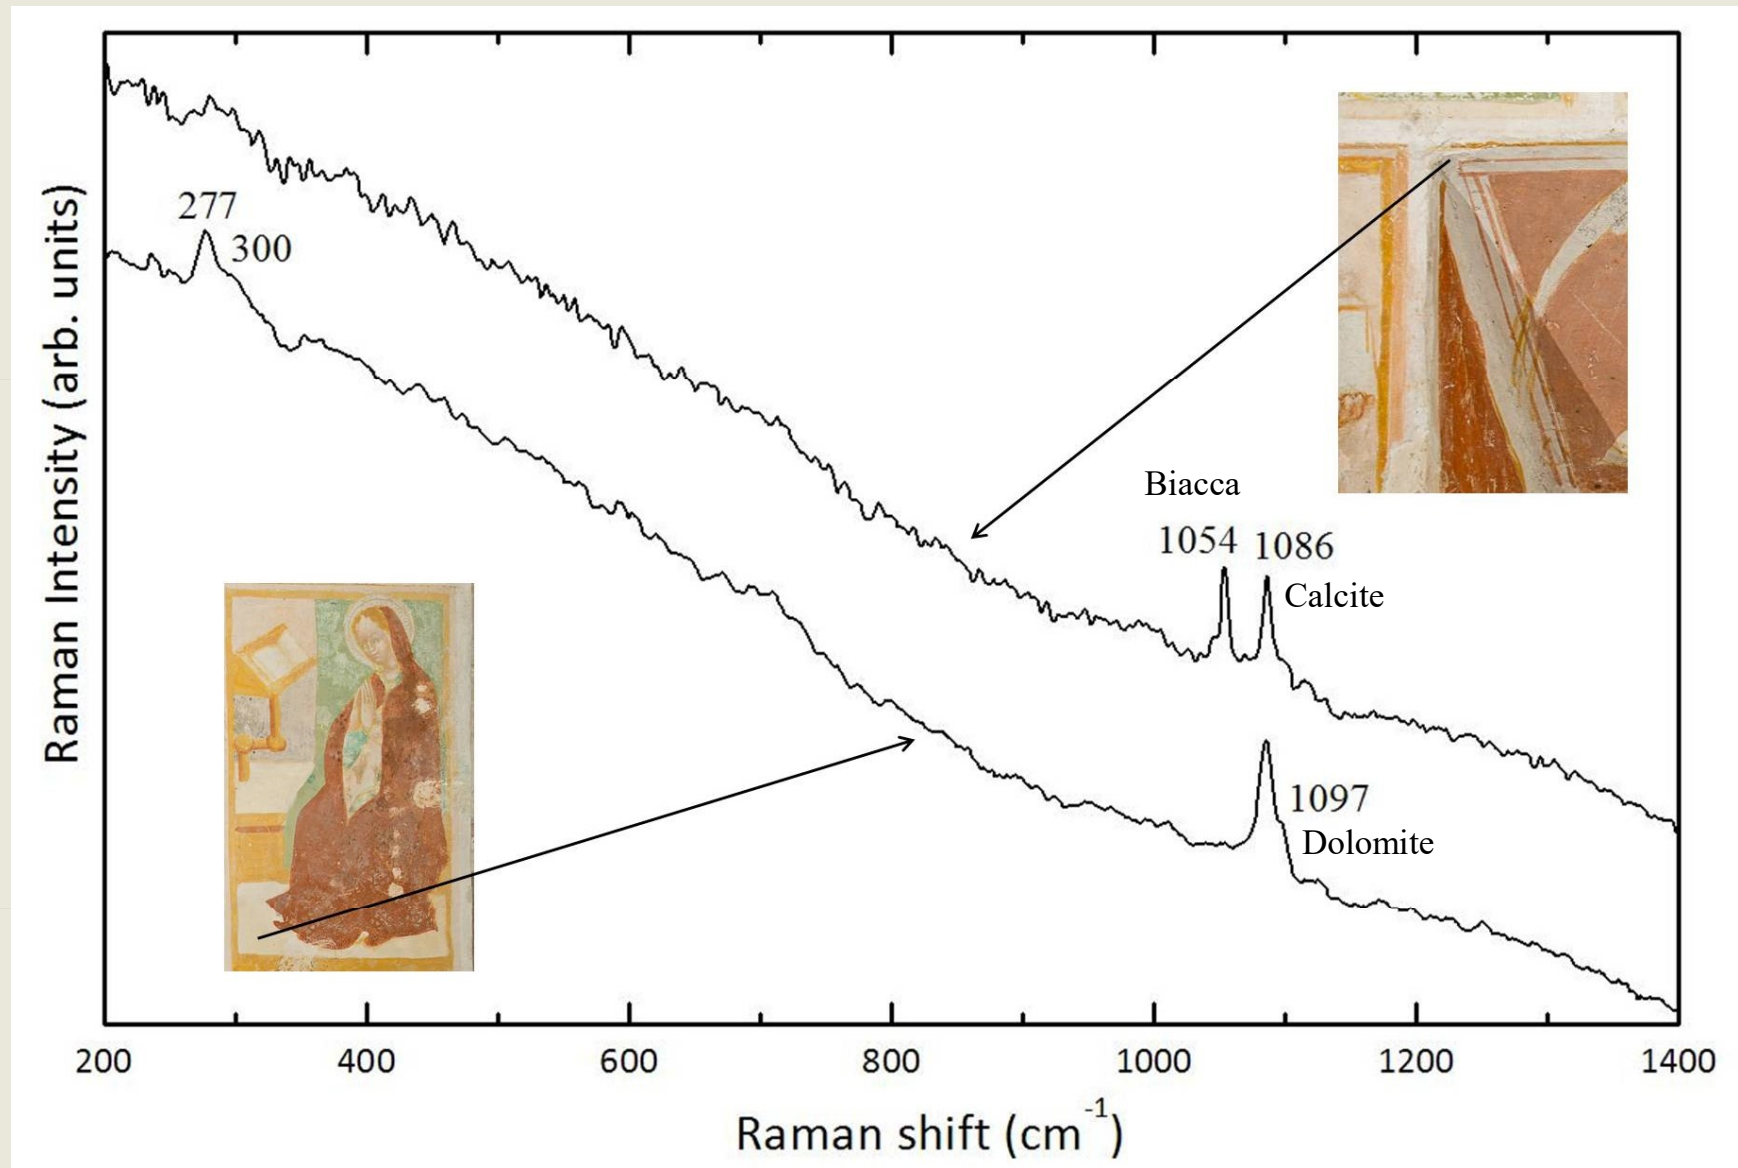 277
300
Biacca
1054 1086
Calcite
1097
Dolomite
Raman Intensity (arb. units)
200 400 600 800 1000 1200 1400
Raman shift (cm-1)